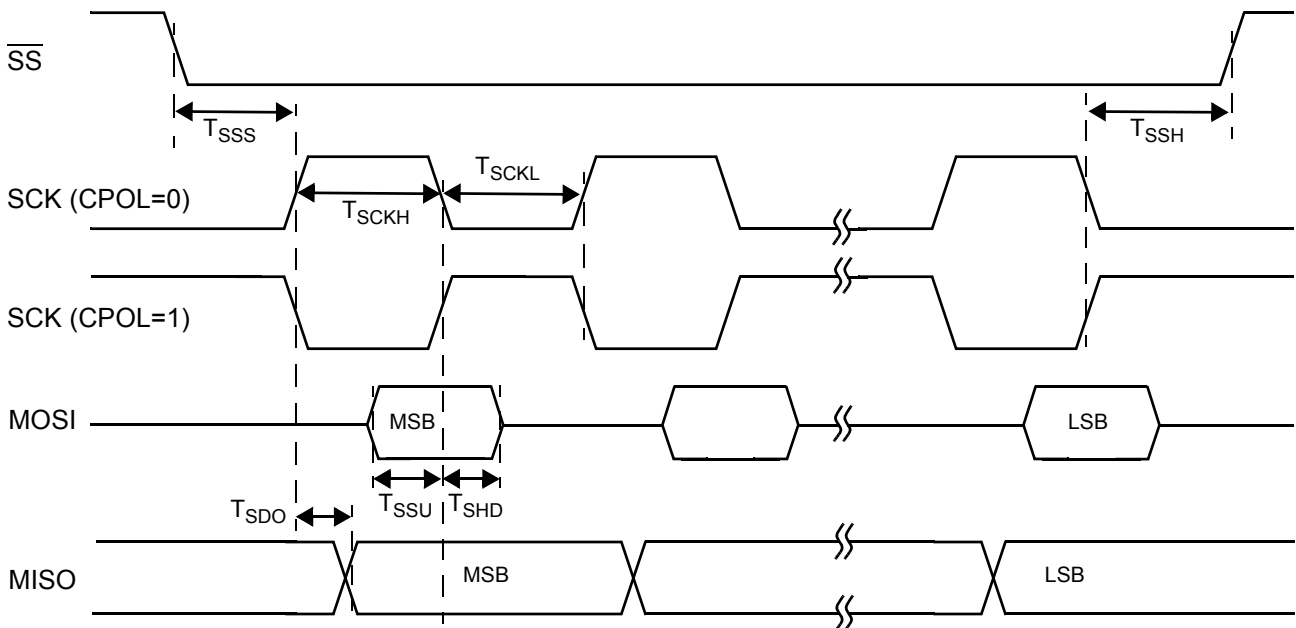 SS
TSSS
TSSH
SCK (CPOL=0)
TSCKH
TSCKL
SCK (CPOL=1)
MOSI
MSB
LSB
TSSU
TSHD
TSDO
MISO
MSB
LSB